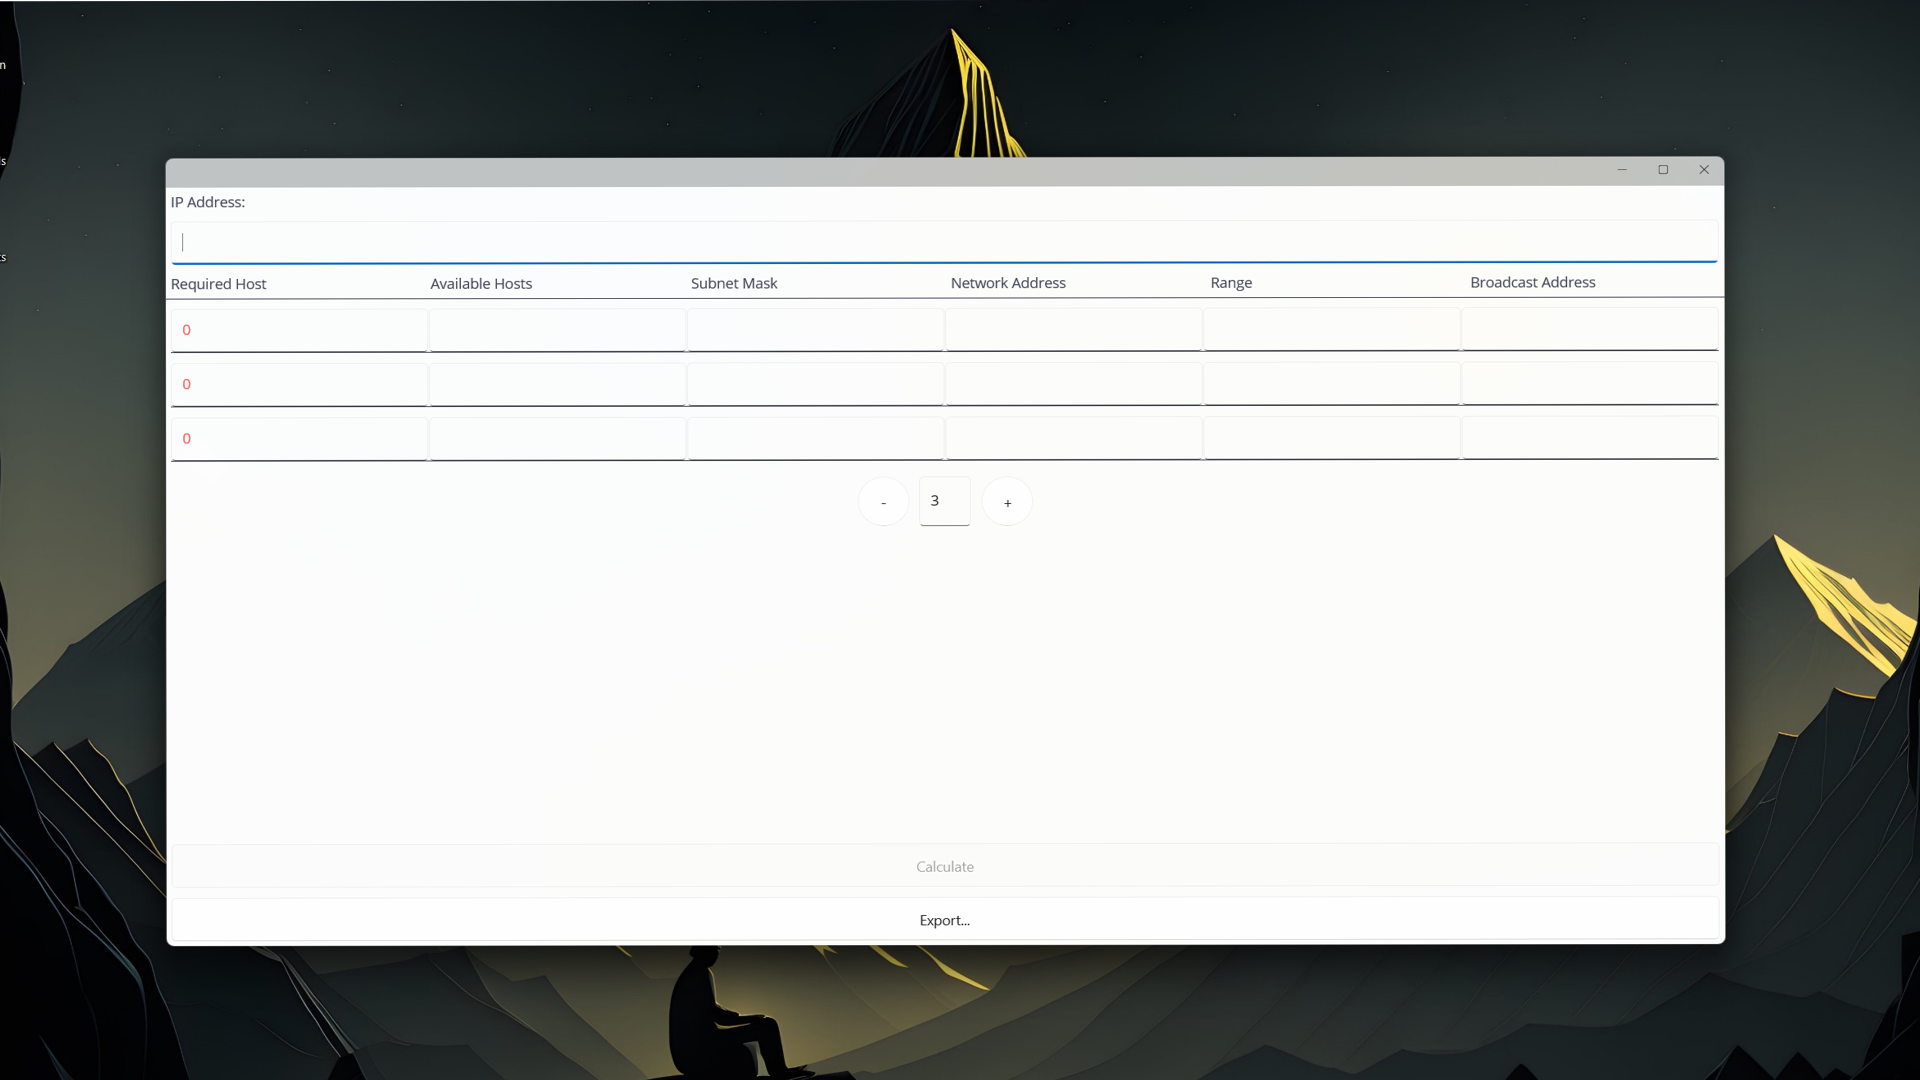 IP Address:
Required Host Available Hosts Subnet Mask Network Address Range Broadcast Address
0
0
0
- 3 +
Calculate
Export...